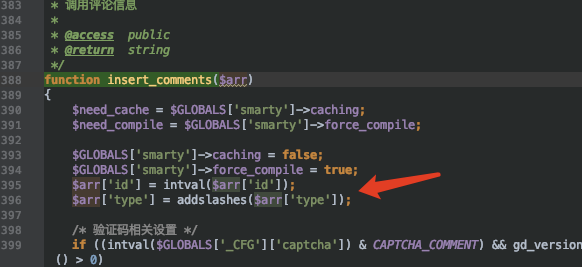 383 * 调用评论信息
384 *
385 * @access public
386 * @return string
387 */
388 function insert_comments($arr)
389 {
390 $need_cache = $GLOBALS['smarty']->caching;
391 $need_compile = $GLOBALS['smarty']->force_compile;
392
393 $GLOBALS['smarty']->caching = false;
394 $GLOBALS['smarty']->force_compile = true;
395 $arr['id'] = intval($arr['id']);
396 $arr['type'] = addslashes($arr['type']);
397
398 /* 验证码相关设置 */
399 if ((intval($GLOBALS['_CFG']['captcha']) & CAPTCHA_COMMENT) && gd_version
() > 0)